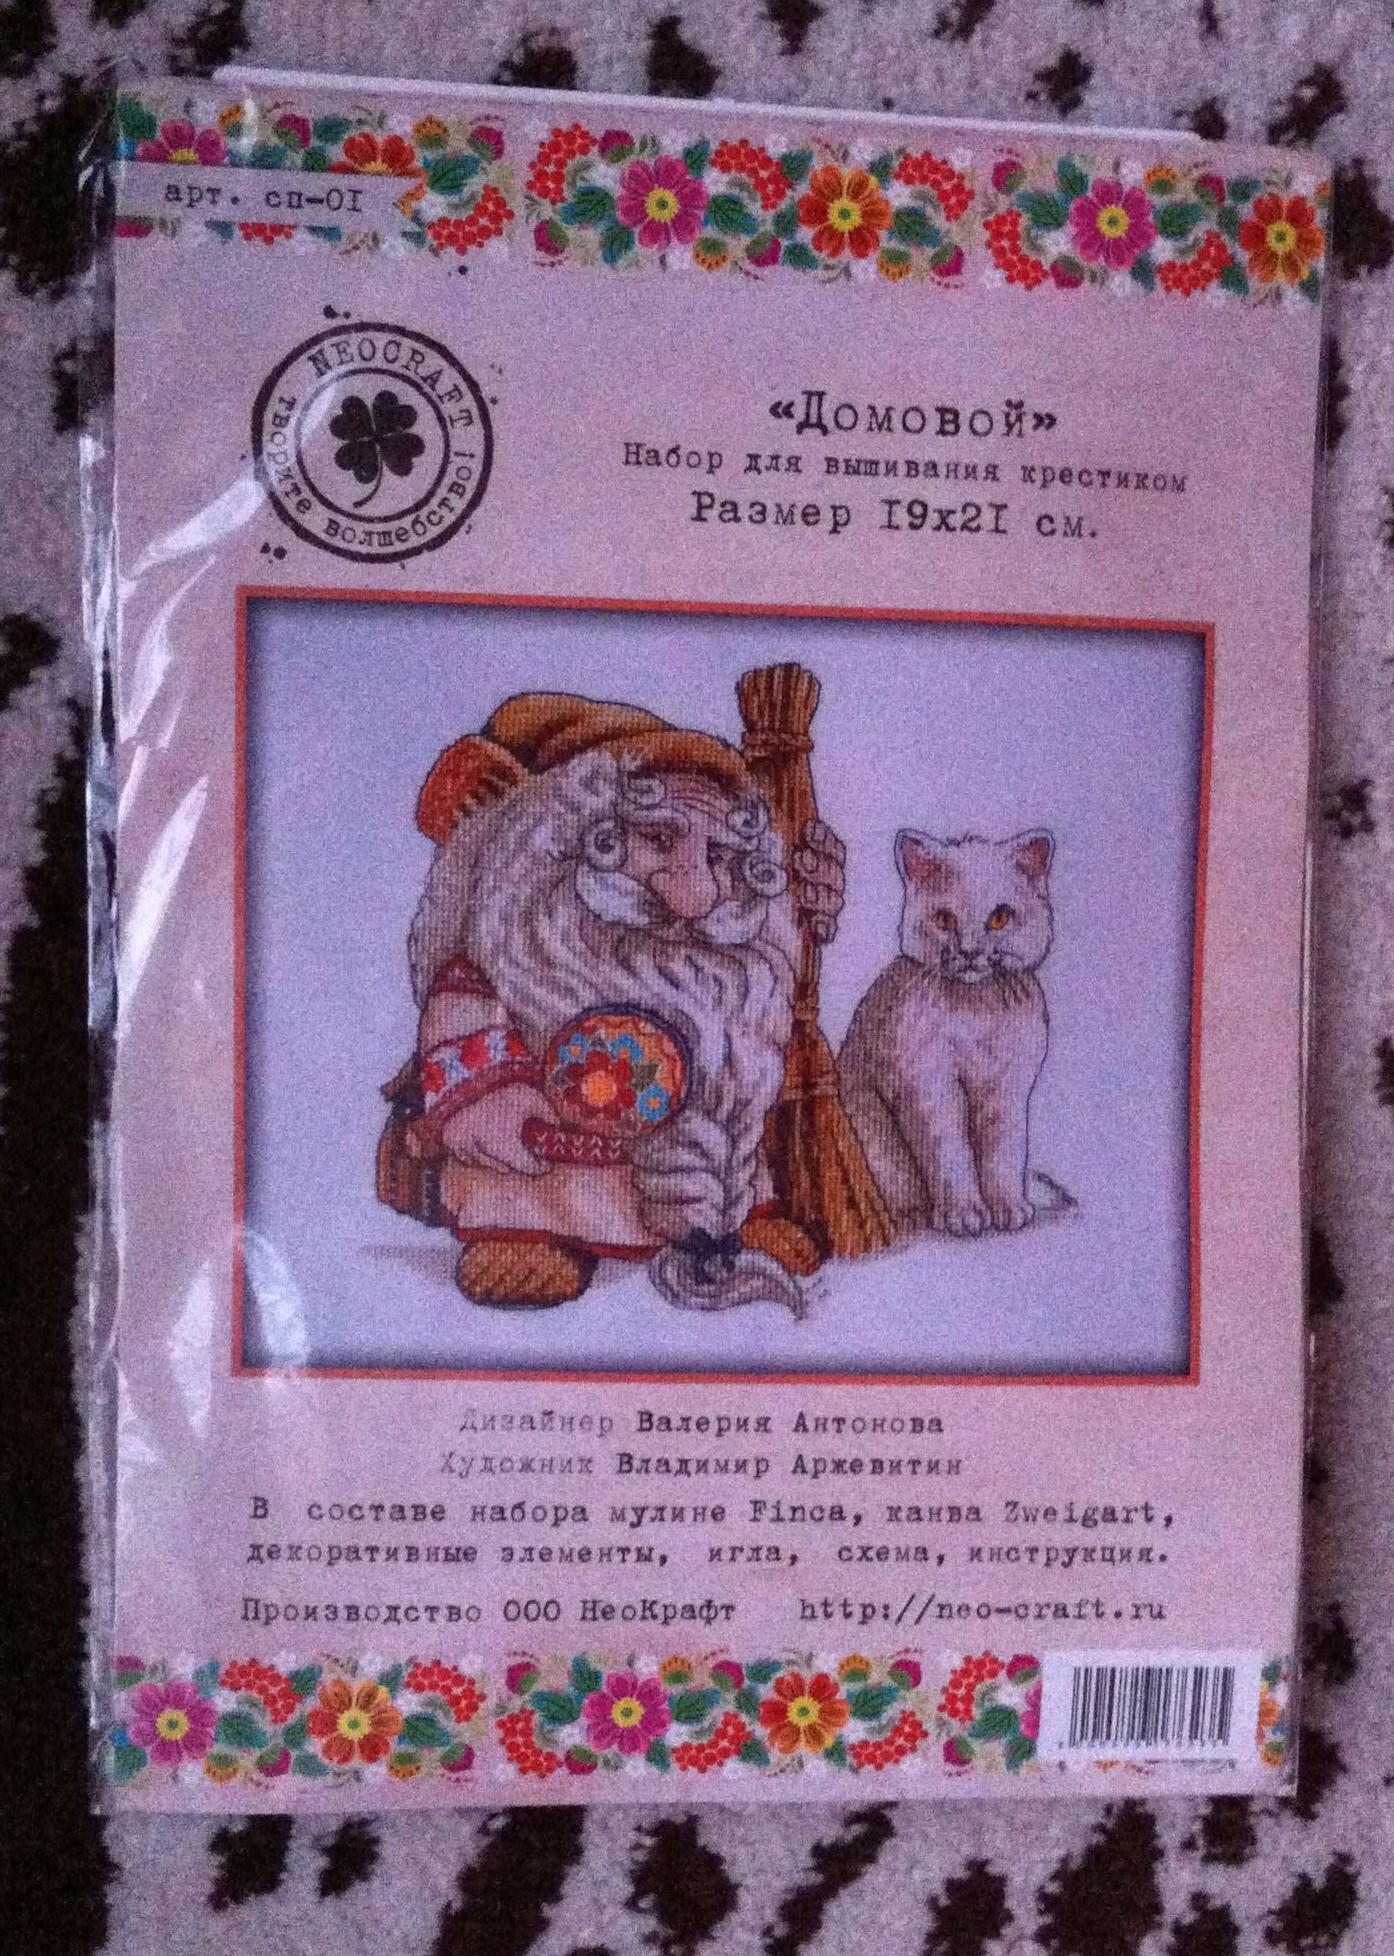 арт. сп-01
NEOCRAFT
творите волшебство!
«Домовой»
Набор для вышивания крестиком
Размер 19х21 см.
Дизайнер Валерия Антонова
Художник Владимир Аржевитин
В составе набора мулине Finca, канва Zweigart,
декоративные элементы, игла, схема, инструкция.
Производство ООО НеоКрафт http://neo-craft.ru